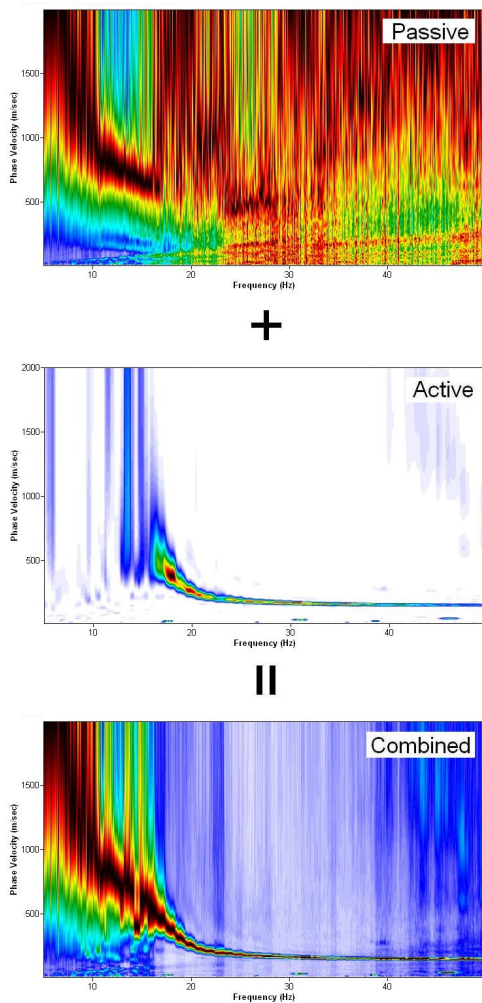 Passive
1500
1000
500
Phase Velocity (m/sec)
10 20 30 40
Frequency (Hz)
+
Active
2000
1500
1000
500
Phase Velocity (m/sec)
10 20 30 40
Frequency (Hz)
=
Combined
1500
1000
500
Phase Velocity (m/sec)
10 20 30 40
Frequency (Hz)